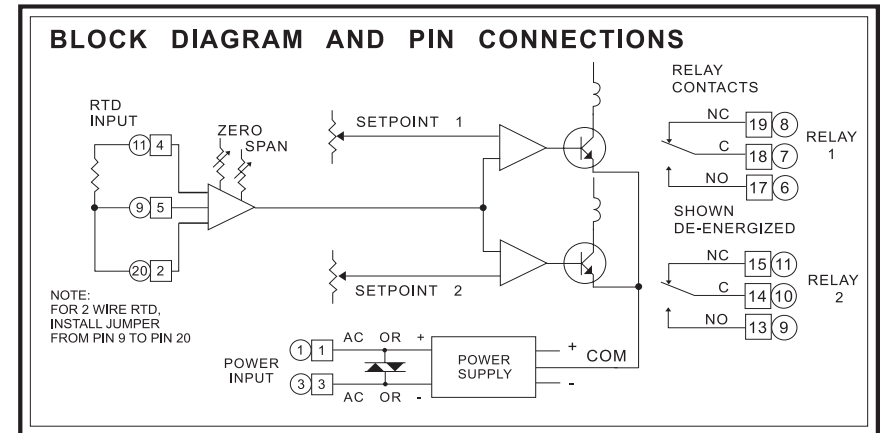 BLOCK DIAGRAM AND PIN CONNECTIONS
RTD
INPUT
11 4
9 5
20 2
NOTE:
FOR 2 WIRE RTD,
INSTALL JUMPER
FROM PIN 9 TO PIN 20
ZERO
SPAN
SETPOINT 1
SETPOINT 2
POWER
INPUT
1 1 AC OR +
3 3 AC OR -
POWER
SUPPLY
+ COM
-
RELAY
CONTACTS
NC 19 8
C 18 7
NO 17 6
RELAY
1
SHOWN
DE-ENERGIZED
NC 15 11
C 14 10
NO 13 9
RELAY
2